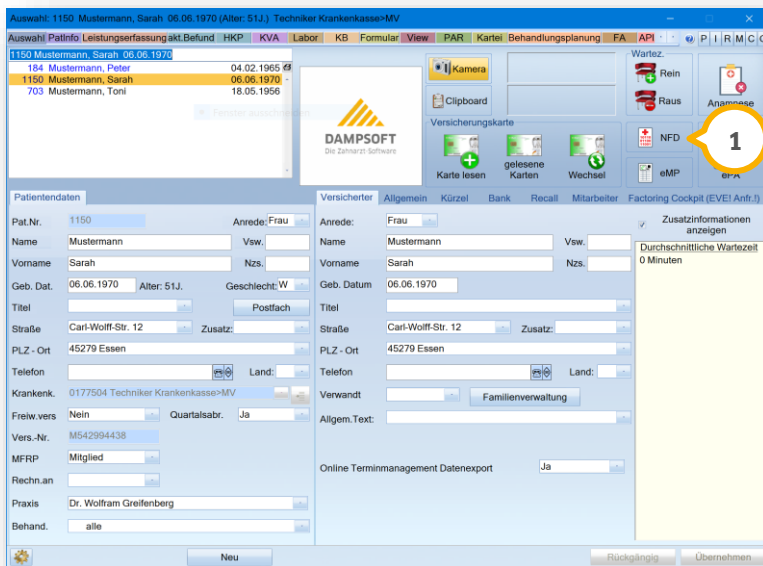 Auswahl: 1150 Mustermann, Sarah 06.06.1970 (Alter: 51J.) Techniker Krankenkasse>MV
Auswahl PatInfo Leistungserfassung akt.Befund HKP KVA Labor KB Formular View PAR Kartei Behandlungsplanung FA API P I R M C
1150 Mustermann, Sarah 06.06.1970
184 Mustermann, Peter 04.02.1965
1150 Mustermann, Sarah 06.06.1970
703 Mustermann, Toni 18.05.1956
Fenster ausschneiden
DAMPSOFT
Die Zahnarzt-Software
Kamera
Clipboard
Versicherungskarte
Karte lesen
gelesene
Karten
Wechsel
Wartez.
Rein
Raus
Anamnese
NFD
1
eMP
ePA
Patientendaten
Pat.Nr. 1150 Anrede: Frau
Name Mustermann Vsw.
Vorname Sarah Nzs.
Geb. Dat. 06.06.1970 Alter: 51J. Geschlecht: W
Titel Postfach
Straße Carl-Wolff-Str. 12 Zusatz:
PLZ - Ort 45279 Essen
Telefon Land:
Krankenk. 0177504 Techniker Krankenkasse>MV
Freiw.vers Nein Quartalsabr. Ja
Vers.-Nr. M542994438
MFRP Mitglied
Rechn.an
Praxis Dr. Wolfram Greifenberg
Behand. alle
Versicherter Allgemein Kürzel Bank Recall Mitarbeiter Factoring Cockpit (EVE! Anfr.!)
Anrede: Frau
Name Mustermann Vsw.
Vorname Sarah Nzs.
Geb. Datum 06.06.1970
Titel
Straße Carl-Wolff-Str. 12 Zusatz:
PLZ - Ort 45279 Essen
Telefon Land:
Verwandt Familienverwaltung
Allgem.Text:
Online Terminmanagement Datenexport Ja
Zusatzinformationen
anzeigen
Durchschnittliche Wartezeit
0 Minuten
Neu
Rückgängig
Übernehmen